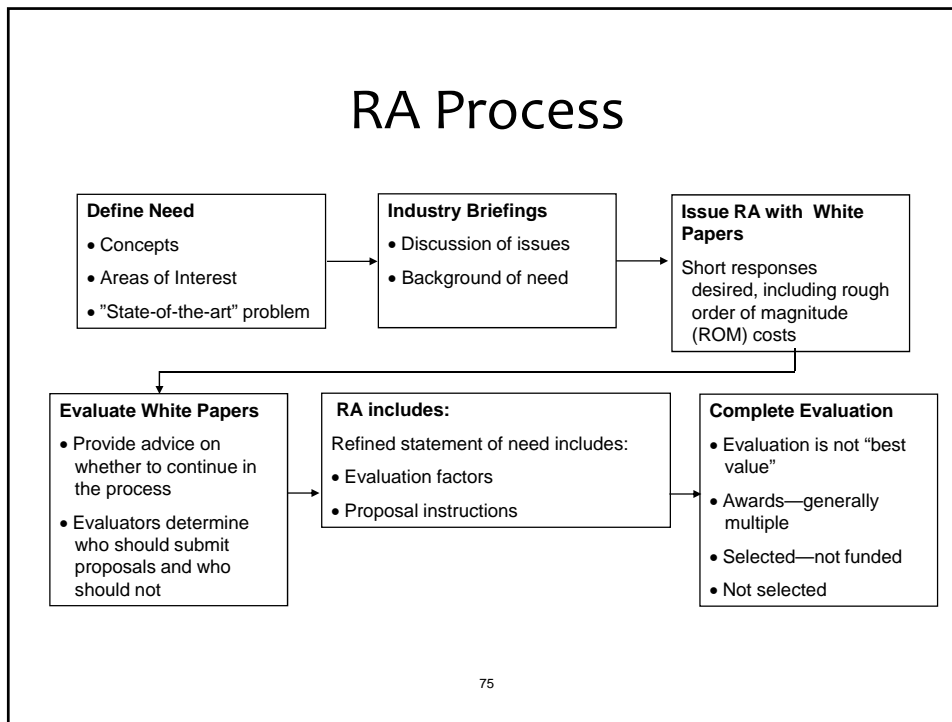 RA Process
Define Need
• Concepts
• Areas of Interest
• ”State-of-the-art” problem
Industry Briefings
• Discussion of issues
• Background of need
Issue RA with White
Papers
Short responses
desired, including rough
order of magnitude
(ROM) costs
Evaluate White Papers
• Provide advice on
whether to continue in
the process
• Evaluators determine
who should submit
proposals and who
should not
RA includes:
Refined statement of need includes:
• Evaluation factors
• Proposal instructions
Complete Evaluation
• Evaluation is not “best
value”
• Awards—generally
multiple
• Selected—not funded
• Not selected
75